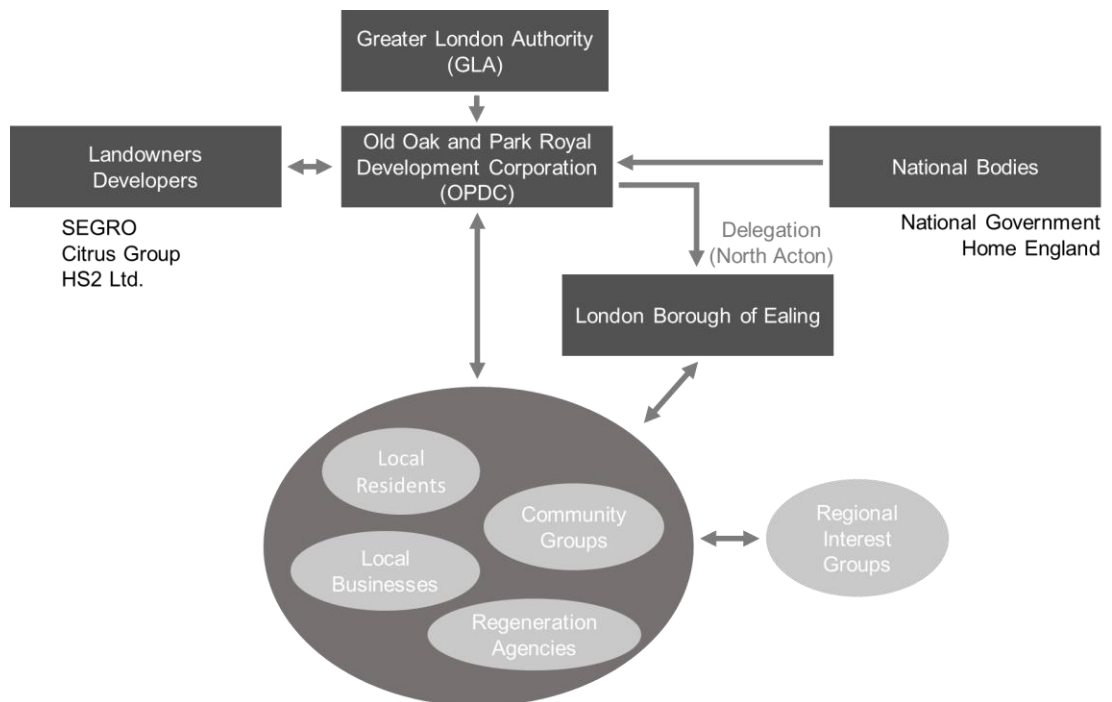 Greater London Authority
(GLA)
Landowners
Developers
Old Oak and Park Royal
Development Corporation
(OPDC)
National Bodies
SEGRO
Citrus Group
HS2 Ltd.
National Government
Home England
Delegation
(North Acton)
London Borough of Ealing
Local
Residents
Community
Groups
Local
Businesses
Regeneration
Agencies
Regional
Interest
Groups